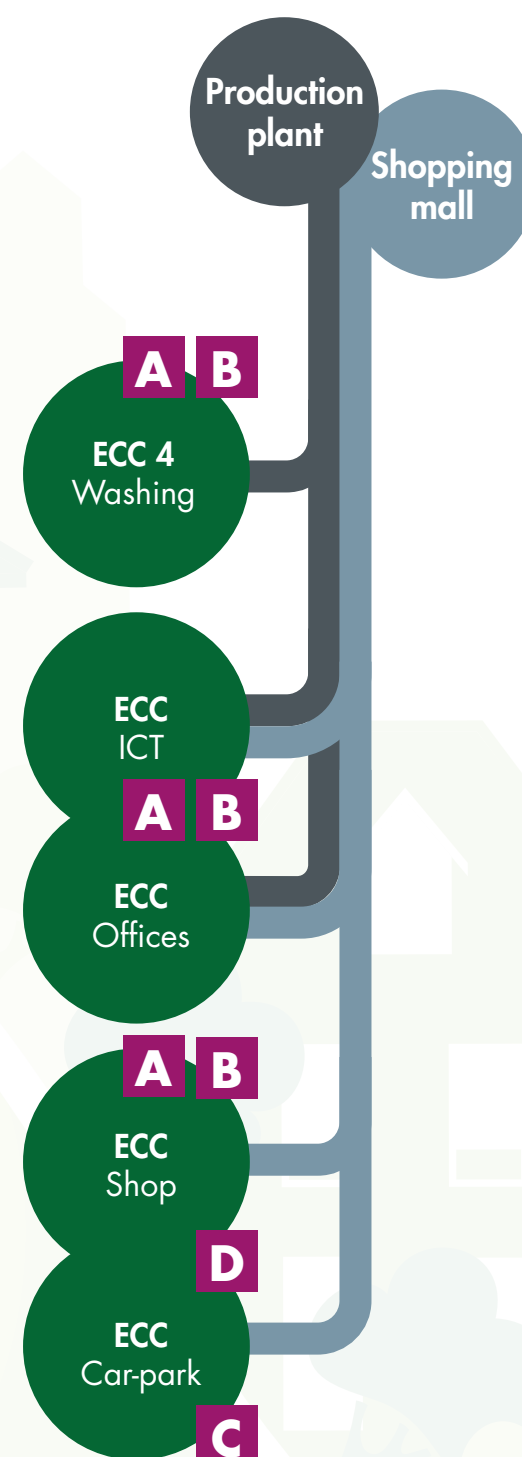 Production
plant
Shopping
mall
A B
ECC 4
Washing
ECC
ICT
A B
ECC
Offices
A B
ECC
Shop
D
ECC
Car-park
C